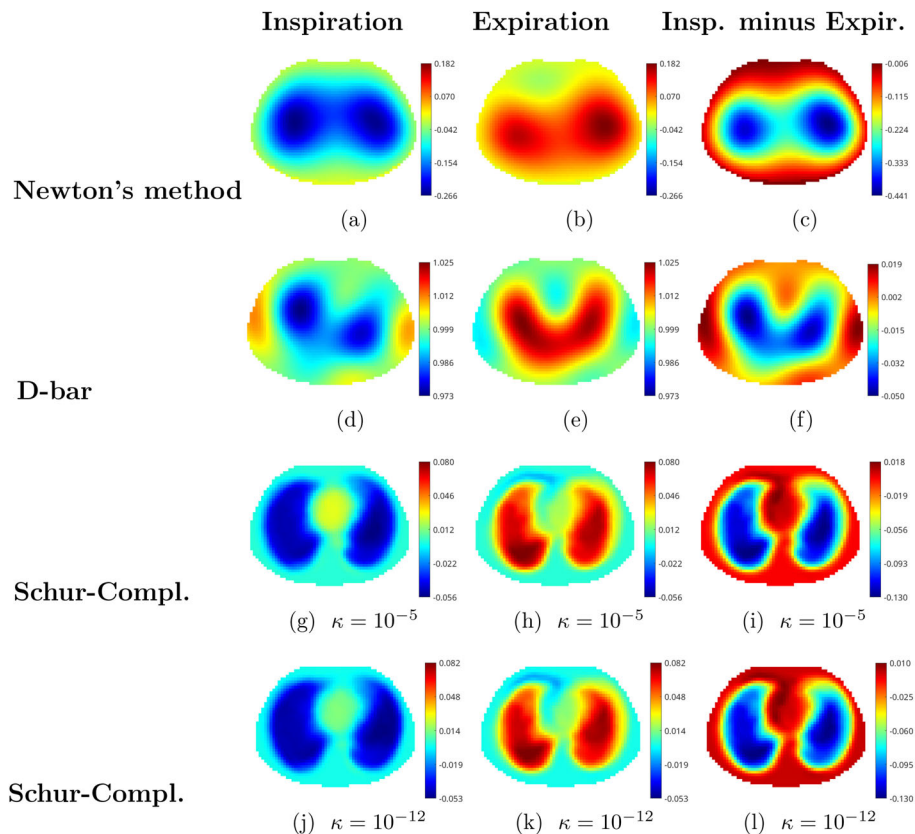 Inspiration Expiration Insp. minus Expir.
0.182 0.182 -0.006
0.070 0.070 -0.115
-0.042 -0.042 -0.224
-0.154 -0.154 -0.333
-0.266 -0.266 -0.441
Newton's method
(a) (b) (c)
1.025 1.025 0.019
1.012 1.012 0.002
0.999 0.999 -0.015
0.986 0.986 -0.032
0.973 0.973 -0.050
D-bar
(d) (e) (f)
0.080 0.080 0.018
0.046 0.046 -0.019
0.012 0.012 -0.056
-0.022 -0.022 -0.093
-0.056 -0.056 -0.130
Schur-Compl.
(g) κ = 10⁻⁵ (h) κ = 10⁻⁵ (i) κ = 10⁻⁵
0.082 0.082 0.010
0.048 0.048 -0.025
0.014 0.014 -0.060
-0.019 -0.019 -0.095
-0.053 -0.053 -0.130
Schur-Compl.
(j) κ = 10⁻¹² (k) κ = 10⁻¹² (l) κ = 10⁻¹²